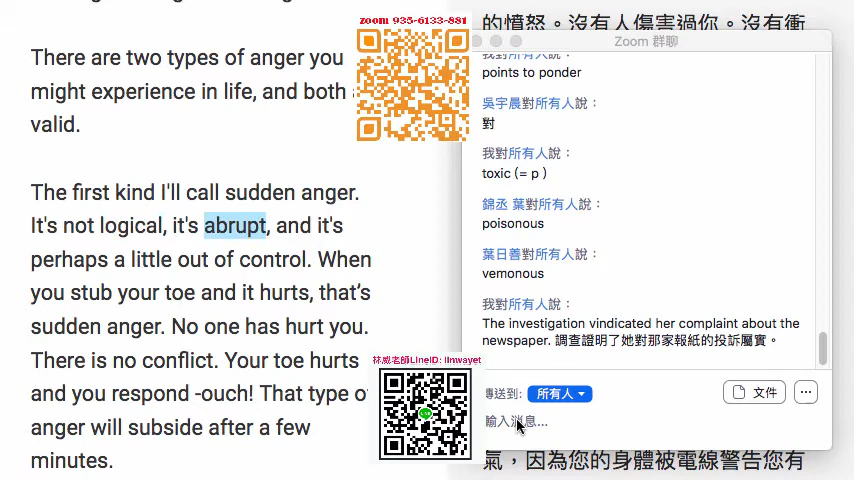 There are two types of anger you
might experience in life, and both
valid.
The first kind I'll call sudden anger.
It's not logical, it's abrupt, and it's
perhaps a little out of control. When
you stub your toe and it hurts, that's
sudden anger. No one has hurt you.
There is no conflict. Your toe hurts
and you respond -ouch! That type o
anger will subside after a few
minutes.
zoom 935-6133-881
林威老師LineID: linwayet
的憤怒。沒有人傷害過你。沒有衝
Zoom 群聊
我對所有人說：
points to ponder
吳宇晨對所有人說：
對
我對所有人說：
toxic (= p )
錦丞 葉對所有人說：
poisonous
葉日善對所有人說：
vemonous
我對所有人說：
The investigation vindicated her complaint about the
newspaper. 調查證明了她對那家報紙的投訴屬實。
傳送到: 所有人
文件
輸入消息...
氣，因為您的身體被電線警告您有